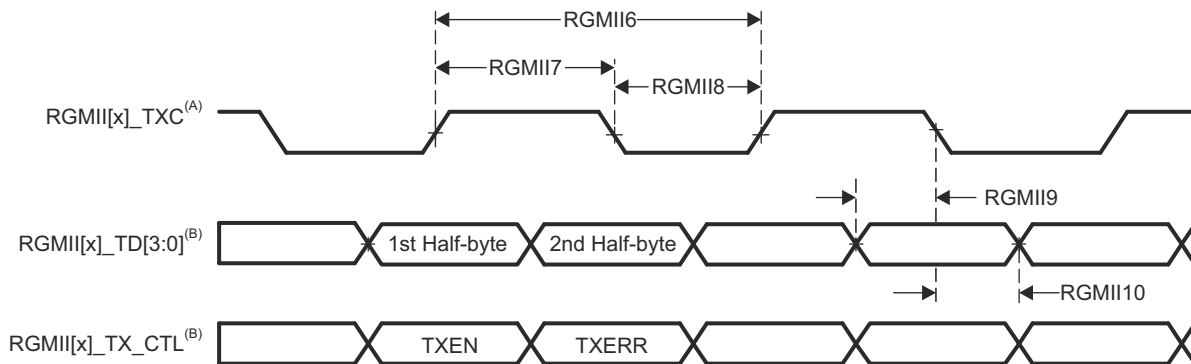 RGMII6
RGMII7
RGMII8
RGMII[x]_TXC(A)
RGMII9
RGMII[x]_TD[3:0](B)
1st Half-byte
2nd Half-byte
RGMII10
RGMII[x]_TX_CTL(B)
TXEN
TXERR